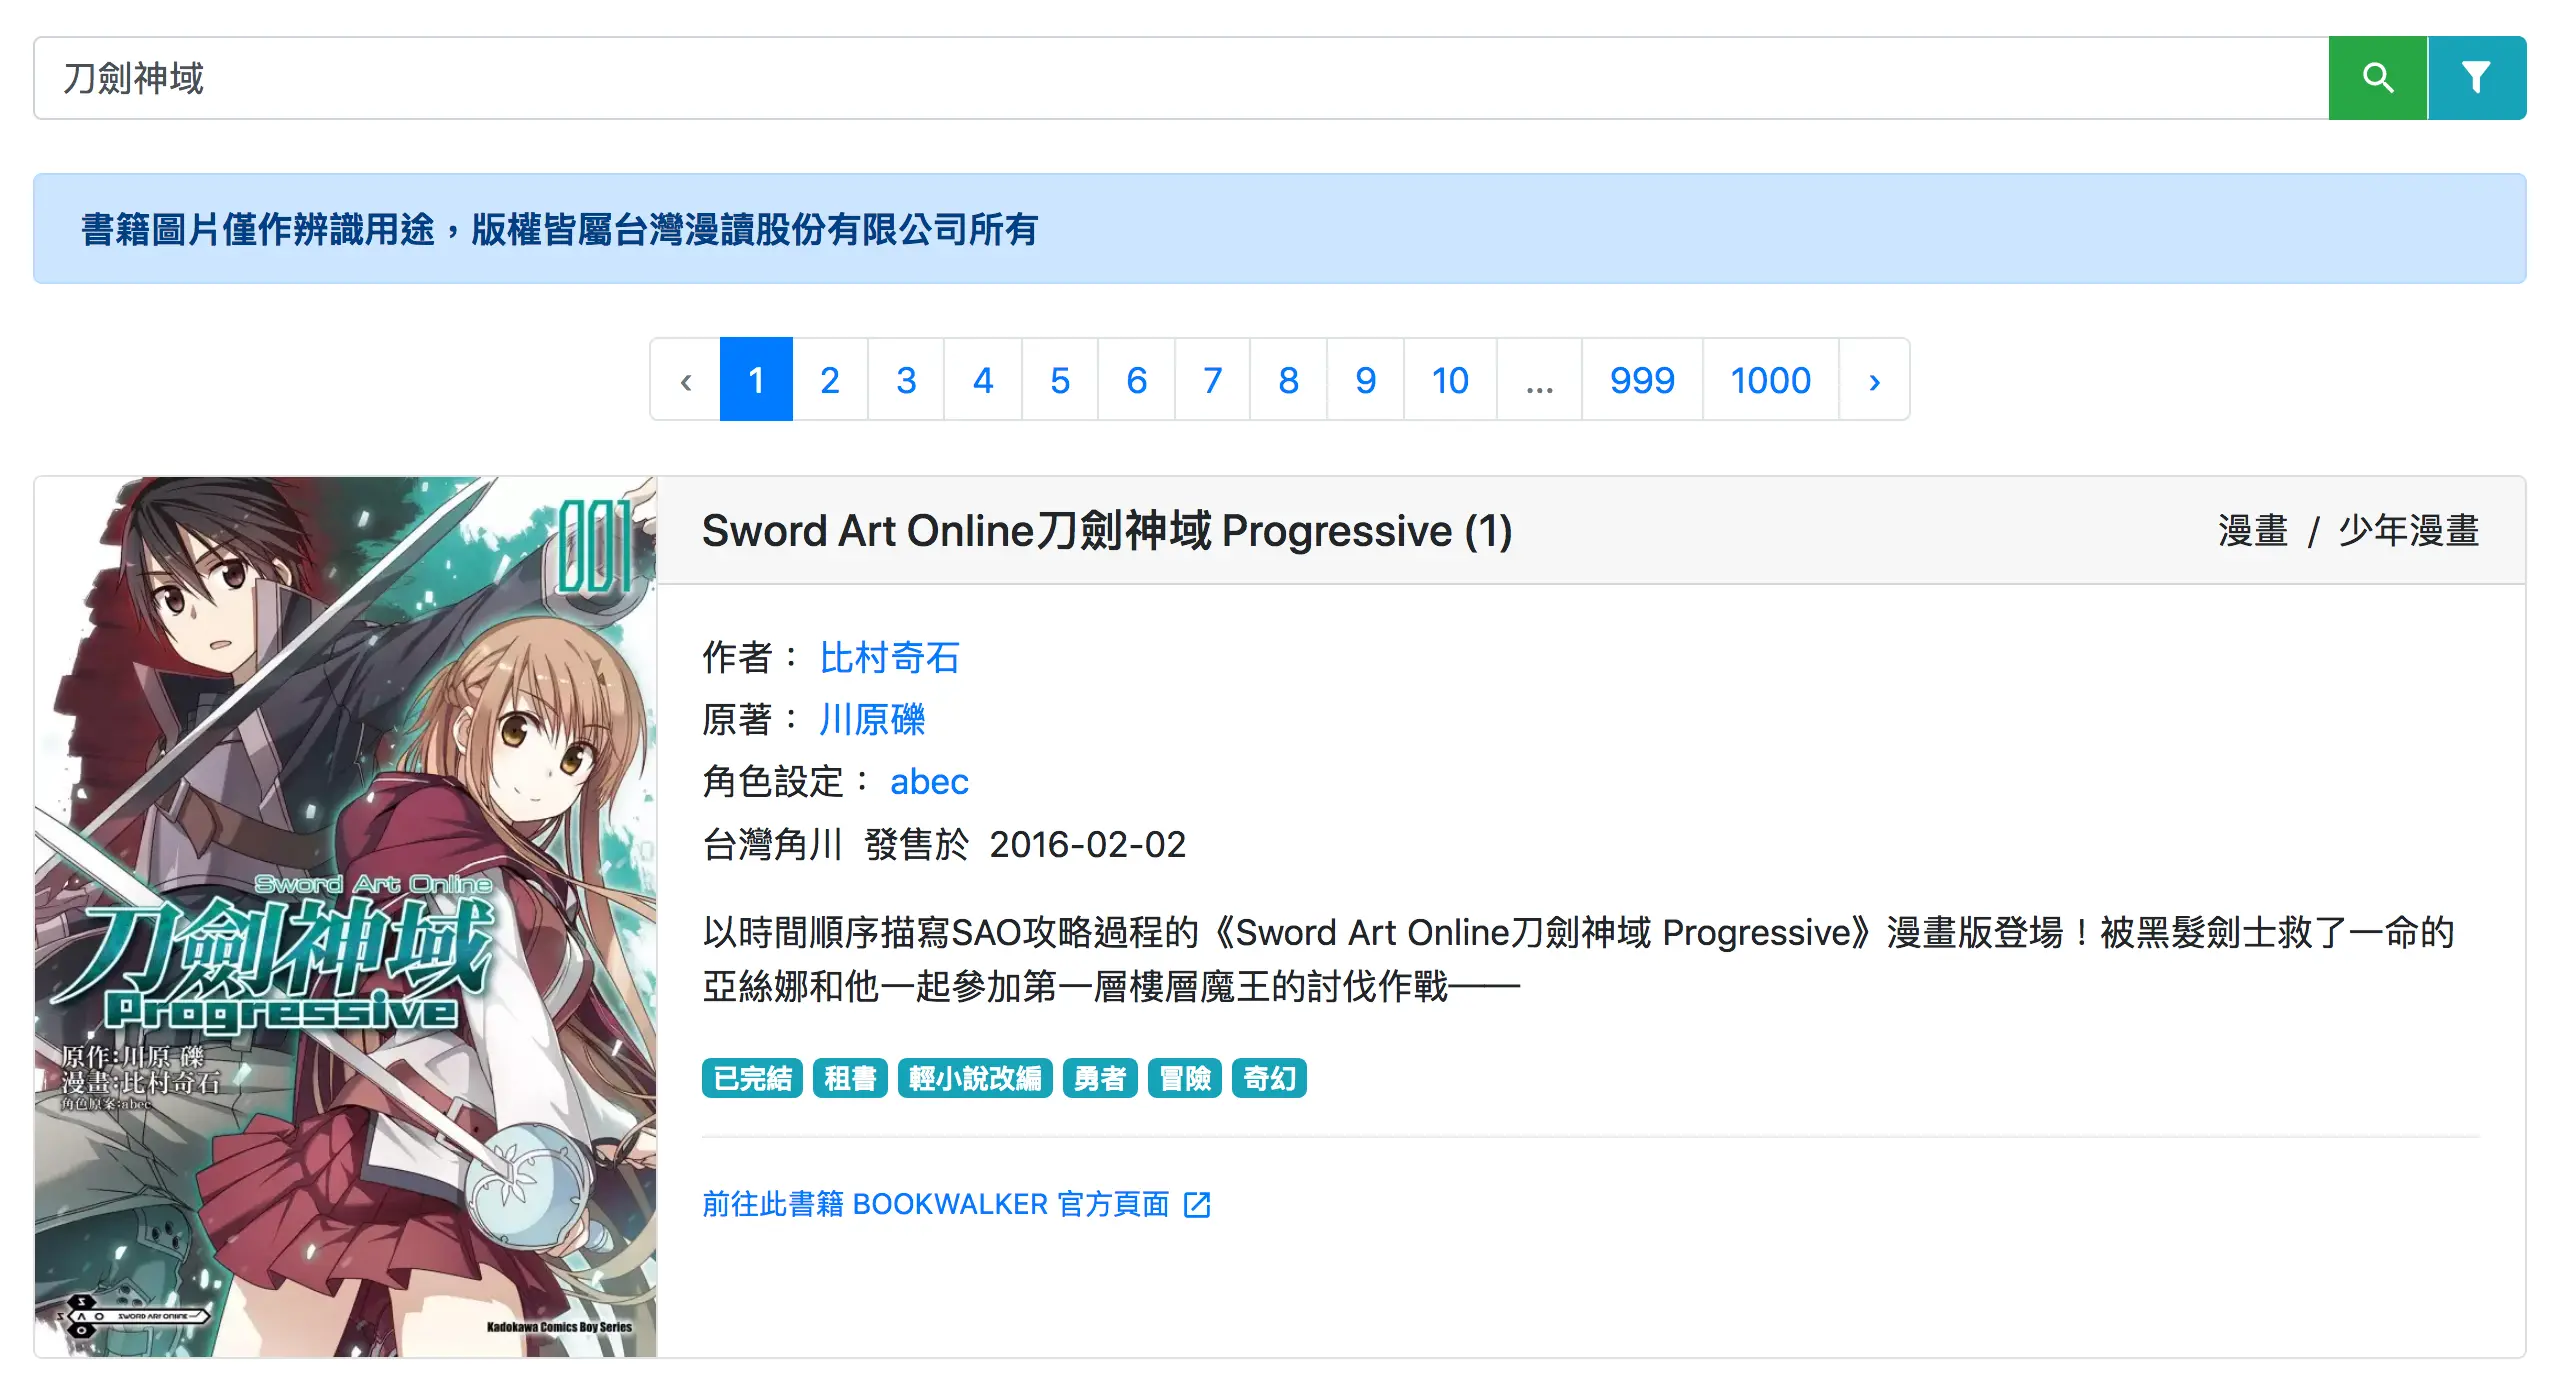 刀劍神域
書籍圖片僅作辨識用途，版權皆屬台灣漫讀股份有限公司所有
‹ 1 2 3 4 5 6 7 8 9 10 ... 999 1000 ›
001
Sword Art Online
刀劍神域
Progressive
原作:川原 礫
漫畫:比村奇石
角色原案:abec
S
S A O SWORD ART ONLINE
O
Kadokawa Comics Boy Series
Sword Art Online刀劍神域 Progressive (1)
漫畫 / 少年漫畫
作者： 比村奇石
原著： 川原礫
角色設定： abec
台灣角川 發售於 2016-02-02
以時間順序描寫SAO攻略過程的《Sword Art Online刀劍神域 Progressive》漫畫版登場！被黑髮劍士救了一命的
亞絲娜和他一起參加第一層樓層魔王的討伐作戰——
已完結 租書 輕小說改編 勇者 冒險 奇幻
前往此書籍 BOOKWALKER 官方頁面